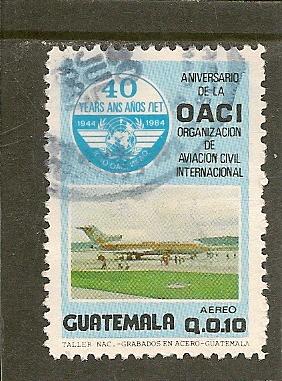 ANIVERSARIO
DE LA
OACI
ORGANIZACION
DE
AVIACION CIVIL
INTERNACIONAL
40
YEARS ANS AÑOS ЛЕТ
1944 1984
AEREO
GUATEMALA Q.0.10
TALLER NAC.-GRABADOS EN ACERO-GUATEMALA